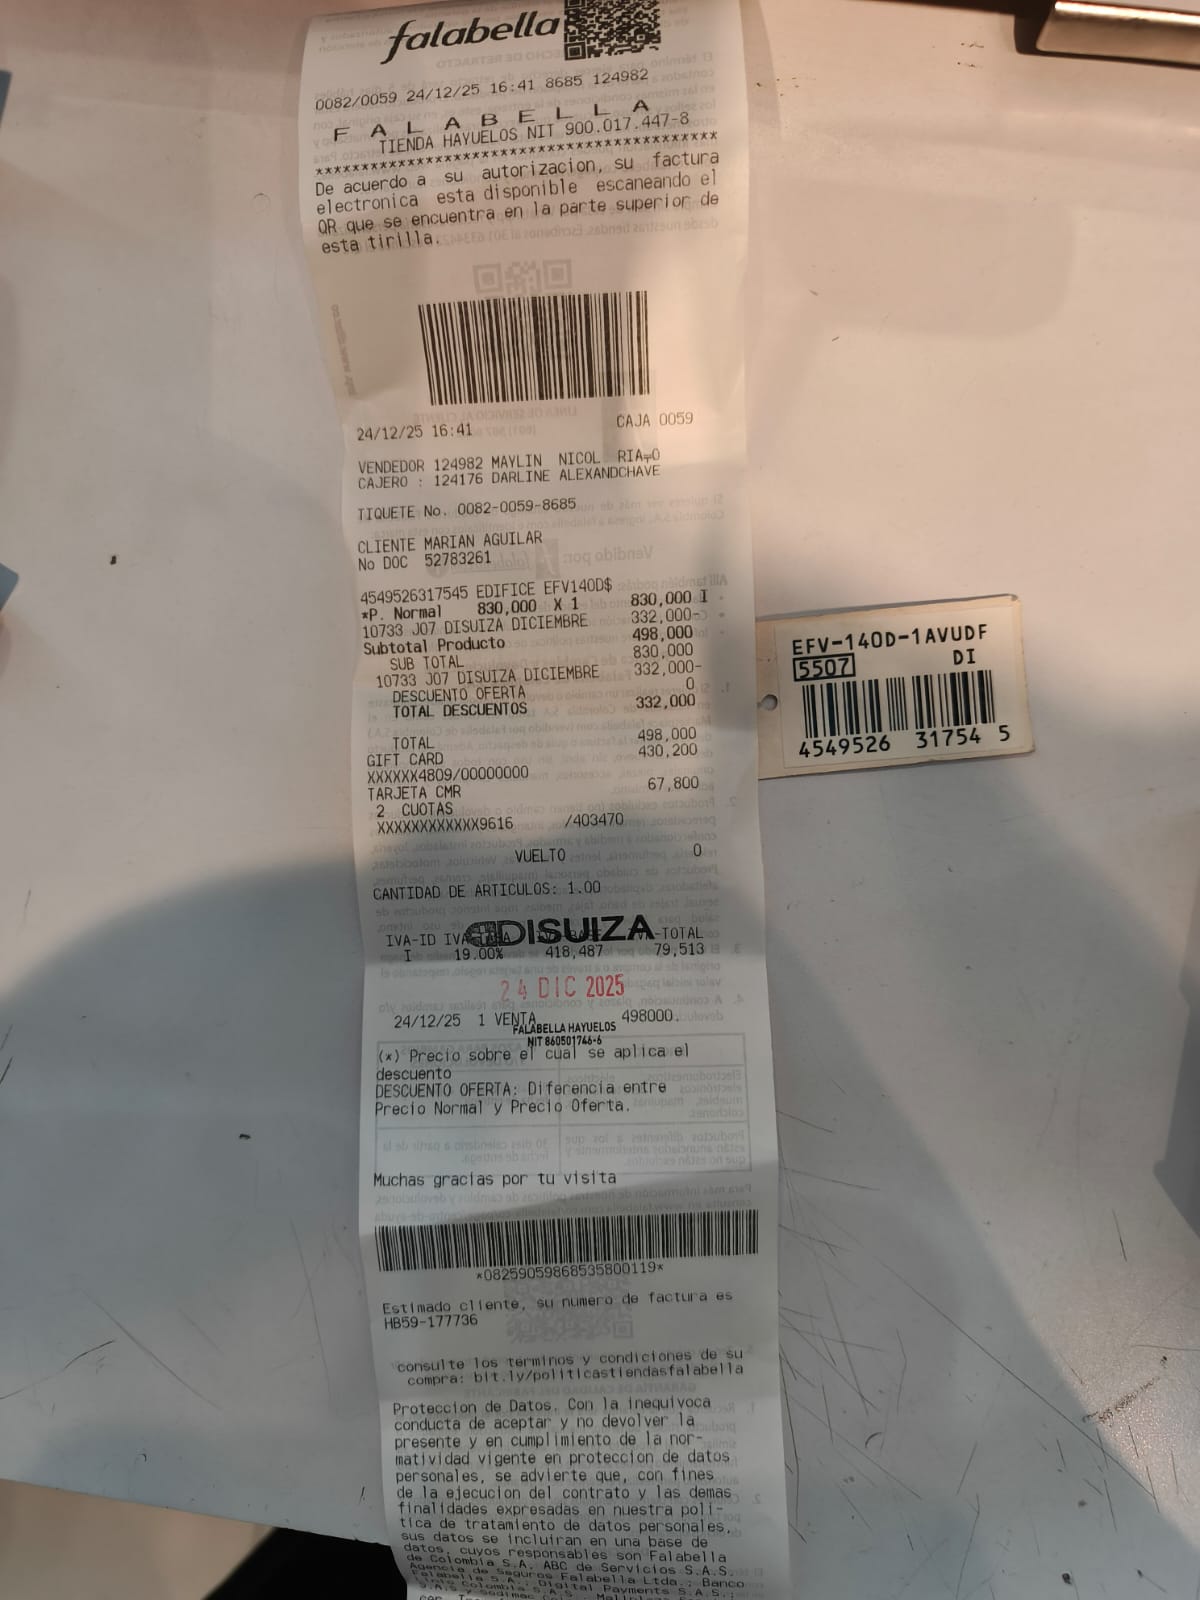 falabella
0082/0059 24/12/25 16:41 8685 124982
F A L A B E L L A
TIENDA HAYUELOS NIT 900.017.447-8
******************************************
De acuerdo a su autorizacion, su factura
electronica esta disponible escaneando el
QR que se encuentra en la parte superior de
esta tirilla.
24/12/25 16:41 CAJA 0059
VENDEDOR 124982 MAYLIN NICOL RIA┬O
CAJERO : 124176 DARLINE ALEXANDCHAVE
TIQUETE No. 0082-0059-8685
CLIENTE MARIAN AGUILAR
No DOC 52783261
4549526317545 EDIFICE EFV140D$
*P. Normal 830,000 X 1 830,000 I
10733 J07 DISUIZA DICIEMBRE 332,000-
Subtotal Producto 498,000
SUB TOTAL 830,000
10733 J07 DISUIZA DICIEMBRE 332,000-
DESCUENTO OFERTA 0
TOTAL DESCUENTOS 332,000
TOTAL 498,000
GIFT CARD 430,200
XXXXXX4809/00000000
TARJETA CMR 67,800
2 CUOTAS
XXXXXXXXXXXX9616 /403470
VUELTO 0
CANTIDAD DE ARTICULOS: 1.00
DISUIZA
IVA-ID -TOTAL
I 19.00% 418,487 79,513
24 DIC 2025
24/12/25 1 VENTA 498000.
FALABELLA HAYUELOS
NIT 860501746-6
(*) Precio sobre el cual se aplica el
descuento
DESCUENTO OFERTA: Diferencia entre
Precio Normal y Precio Oferta.
Muchas gracias por tu visita
*08259059868535800119*
Estimado cliente, su numero de factura es
HB59-177736
consulte los terminos y condiciones de su
compra: bit.ly/politicastiendasfalabella
Proteccion de Datos. Con la inequivoca
conducta de aceptar y no devolver la
presente y en cumplimiento de la nor-
matividad vigente en proteccion de datos
personales, se advierte que, con fines
de la ejecucion del contrato y las demas
finalidades expresadas en nuestra poli-
tica de tratamiento de datos personales,
sus datos se incluiran en una base de
datos, cuyos responsables son Falabella
de Colombia S.A. ABC de Servicios S.A.S.
Agencia de Seguros Falabella Ltda.; Banco
Falabella S.A.; Digital Payments S.A.S.;
EFV-140D-1AVUDF
5507 DI
4549526 31754 5